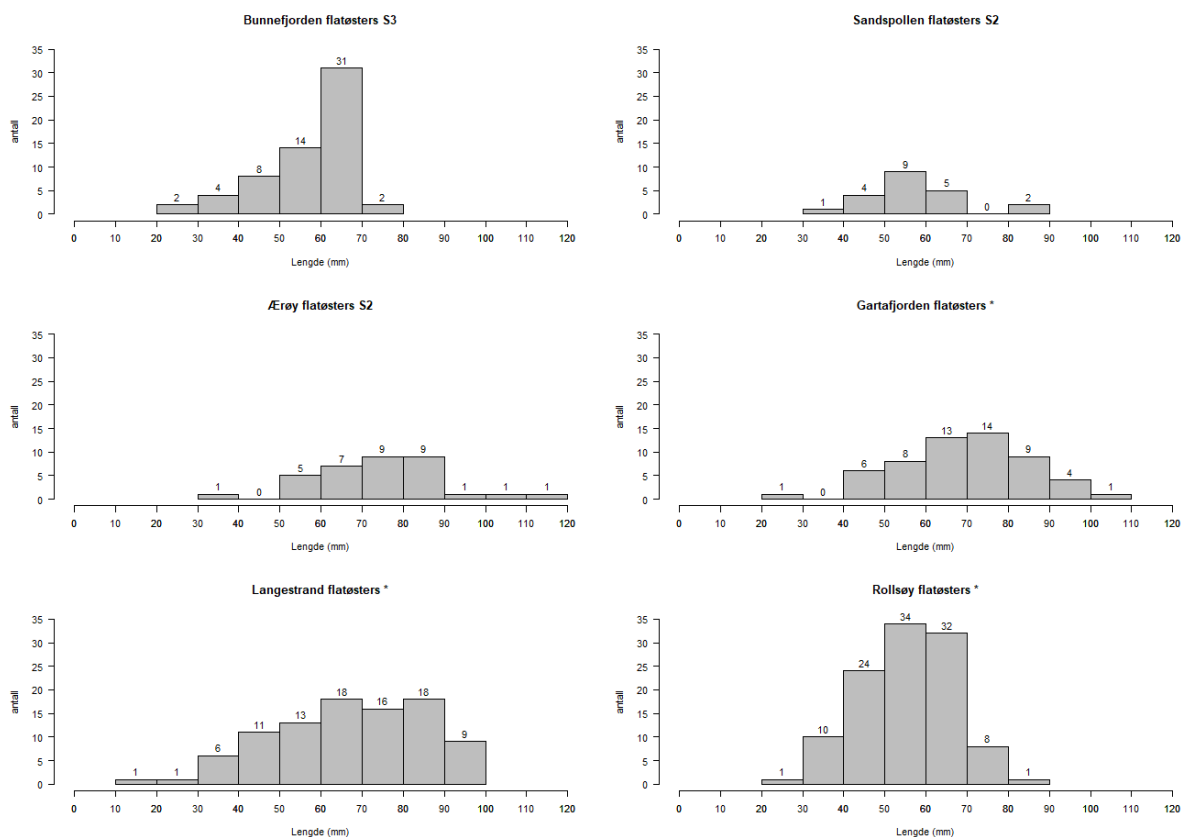 Bunnefjorden flatøsters S3
35
30
25
20
15
10
5
0
antall
2 4 8 14 31 2
0 10 20 30 40 50 60 70 80 90 100 110 120
Lengde (mm)
Sandspollen flatøsters S2
35
30
25
20
15
10
5
0
antall
1 4 9 5 0 2
0 10 20 30 40 50 60 70 80 90 100 110 120
Lengde (mm)
Ærøy flatøsters S2
35
30
25
20
15
10
5
0
antall
1 0 5 7 9 9 1 1 1
0 10 20 30 40 50 60 70 80 90 100 110 120
Lengde (mm)
Gartafjorden flatøsters *
35
30
25
20
15
10
5
0
antall
1 0 6 8 13 14 9 4 1
0 10 20 30 40 50 60 70 80 90 100 110 120
Lengde (mm)
Langestrand flatøsters *
35
30
25
20
15
10
5
0
antall
1 1 6 11 13 18 16 18 9
0 10 20 30 40 50 60 70 80 90 100 110 120
Lengde (mm)
Rollsøy flatøsters *
35
30
25
20
15
10
5
0
antall
1 10 24 34 32 8 1
0 10 20 30 40 50 60 70 80 90 100 110 120
Lengde (mm)